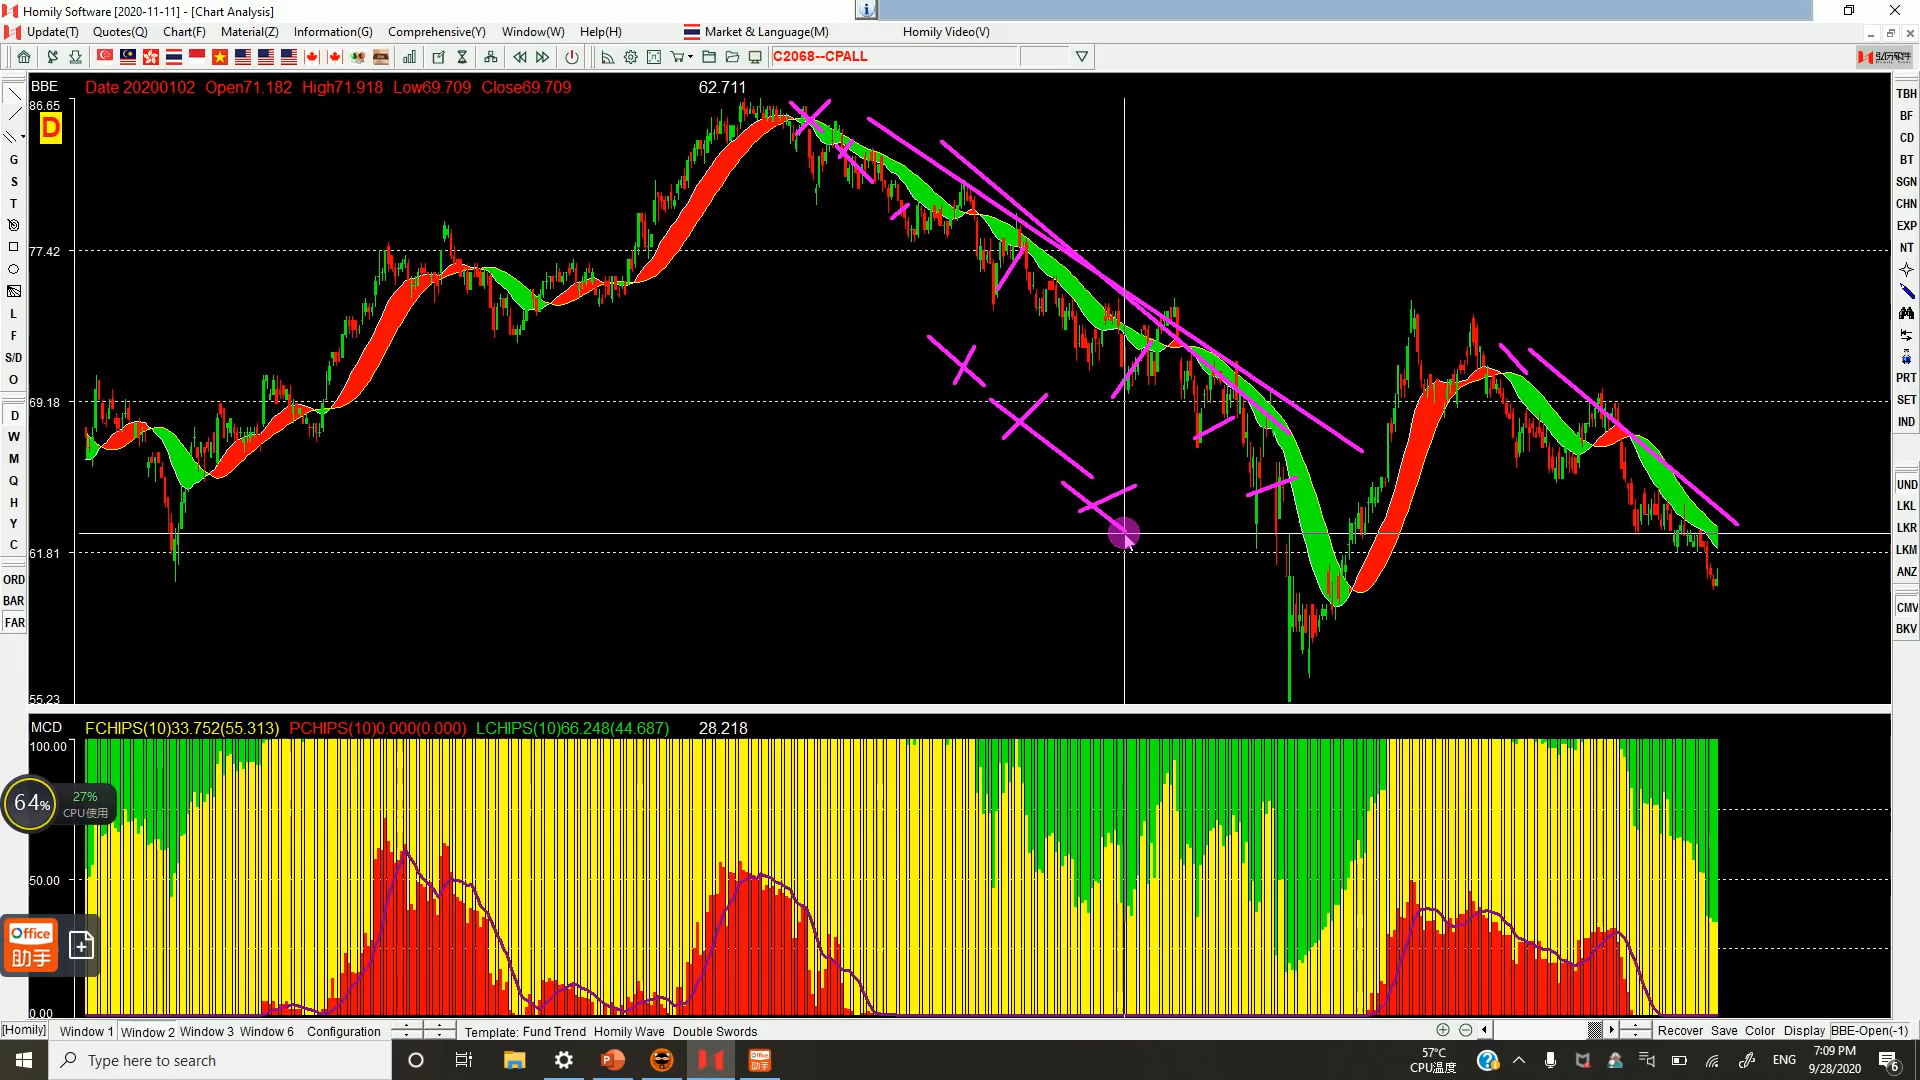 Homily Software [2020-11-11] - [Chart Analysis]
Update(T) Quotes(Q) Chart(F) Material(Z) Information(G) Comprehensive(Y) Window(W) Help(H) Market & Language(M) Homily Video(V)
C2068--CPALL
BBE Date 20200102 Open71.182 High71.918 Low69.709 Close69.709 62.711
86.65
D
77.42
69.18
61.81
55.23
G
S
T
L
F
S/D
O
D
W
M
Q
H
Y
C
ORD
BAR
FAR
TBH
BF
CD
BT
SGN
CHN
EXP
NT
PRT
SET
IND
UND
LKL
LKR
LKM
ANZ
CMV
BKV
MCD FCHIPS(10)33.752(55.313) PCHIPS(10)0.000(0.000) LCHIPS(10)66.248(44.687) 28.218
100.00
64% 27%
CPU使用
50.00
Office
助手
0.00
[Homily] Window 1 Window 2 Window 3 Window 6 Configuration Template: Fund Trend Homily Wave Double Swords Recover Save Color Display BBE-Open(-1)
Type here to search
57℃
CPU温度
ENG
7:09 PM
9/28/2020
6